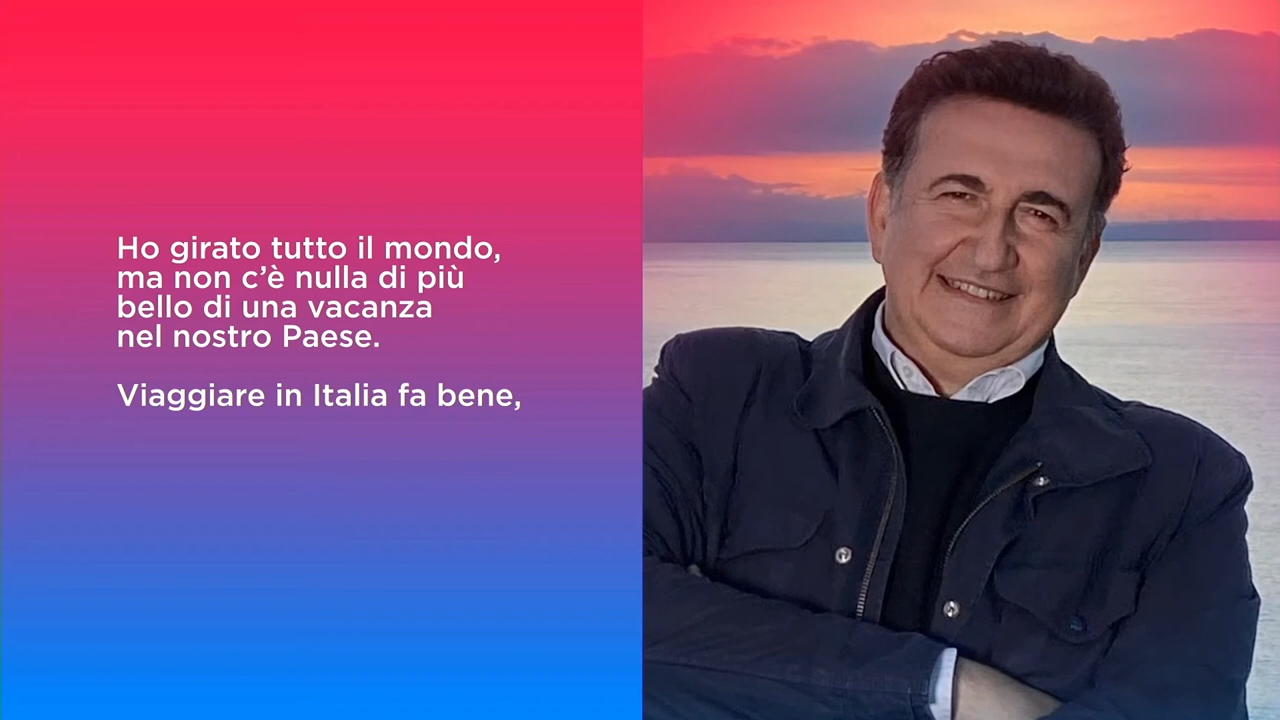 Ho girato tutto il mondo,
ma non c’è nulla di più
bello di una vacanza
nel nostro Paese.
Viaggiare in Italia fa bene,